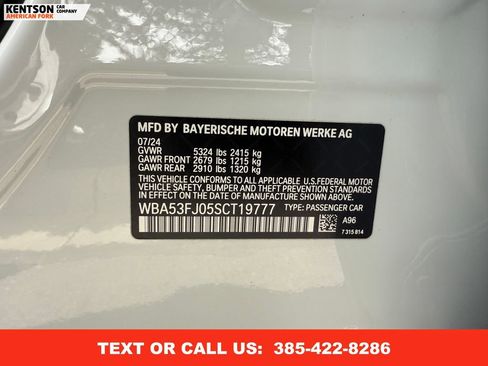 KENTSON CAR COMPANY
AMERICAN FORK
MFD BY BAYERISCHE MOTOREN WERKE AG
07/24
GVWR 5324 lbs 2415 kg
GAWR FRONT 2679 lbs 1215 kg
GAWR REAR 2910 lbs 1320 kg
THIS VEHICLE CONFORMS TO ALL APPLICABLE U.S.FEDERAL MOTOR
VEHICLE SAFETY, BUMPER AND THEFT PREVENTION STANDARDS
IN EFFECT ON THE DATE OF MANUFACTURE SHOWN ABOVE.
WBA53FJ05SCT19777 TYPE: PASSENGER CAR
A96
7 315 814
TEXT OR CALL US: 385-422-8286